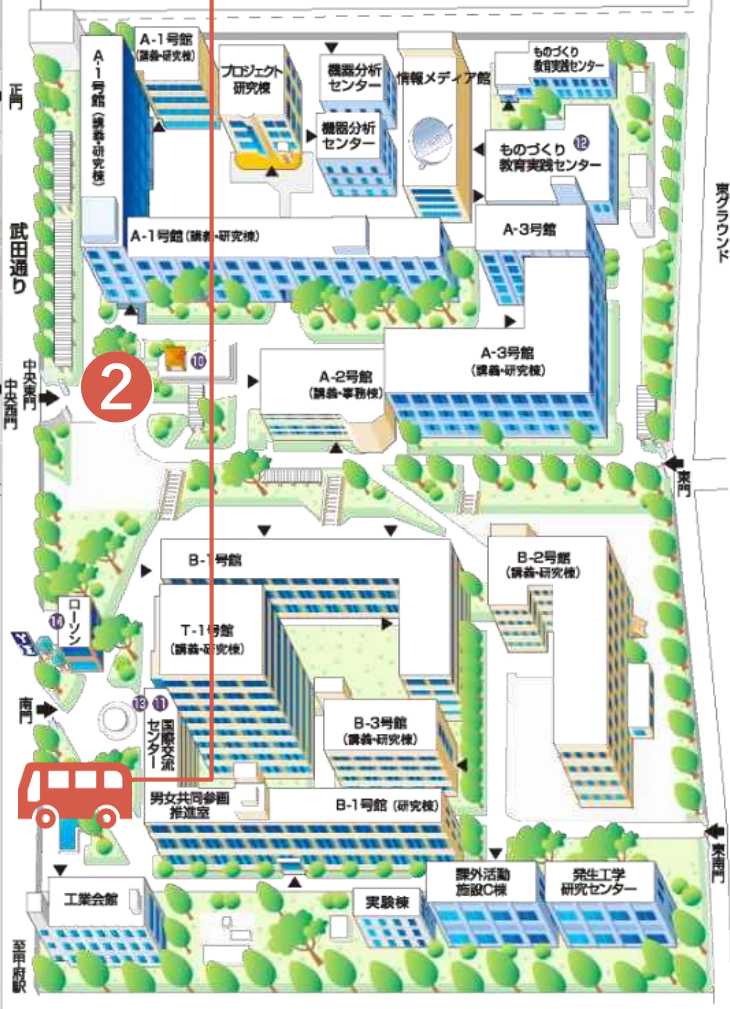 A-1号館
(講義・研究棟)
A-1号館(講義・研究棟)
プロジェクト
研究棟
機器分析
センター
機器分析
センター
情報メディア館
ものづくり
教育実践センター
ものづくり
教育実践センター
⑫
正門
武田通り
東グラウンド
A-1号館(講義・研究棟)
A-3号館
A-3号館
(講義・研究棟)
⑩
A-2号館
(講義・事務棟)
2
中央東門
中央西門
東門
B-1号館
B-2号館
(講義・研究棟)
ローソン
⑭
T-1号館
(講義・研究棟)
南門
⑬
⑪
国際交流
センター
B-3号館
(講義・研究棟)
男女共同参画
推進室
B-1号館(研究棟)
東南門
工業会館
実験棟
課外活動
施設C棟
発生工学
研究センター
至甲府駅